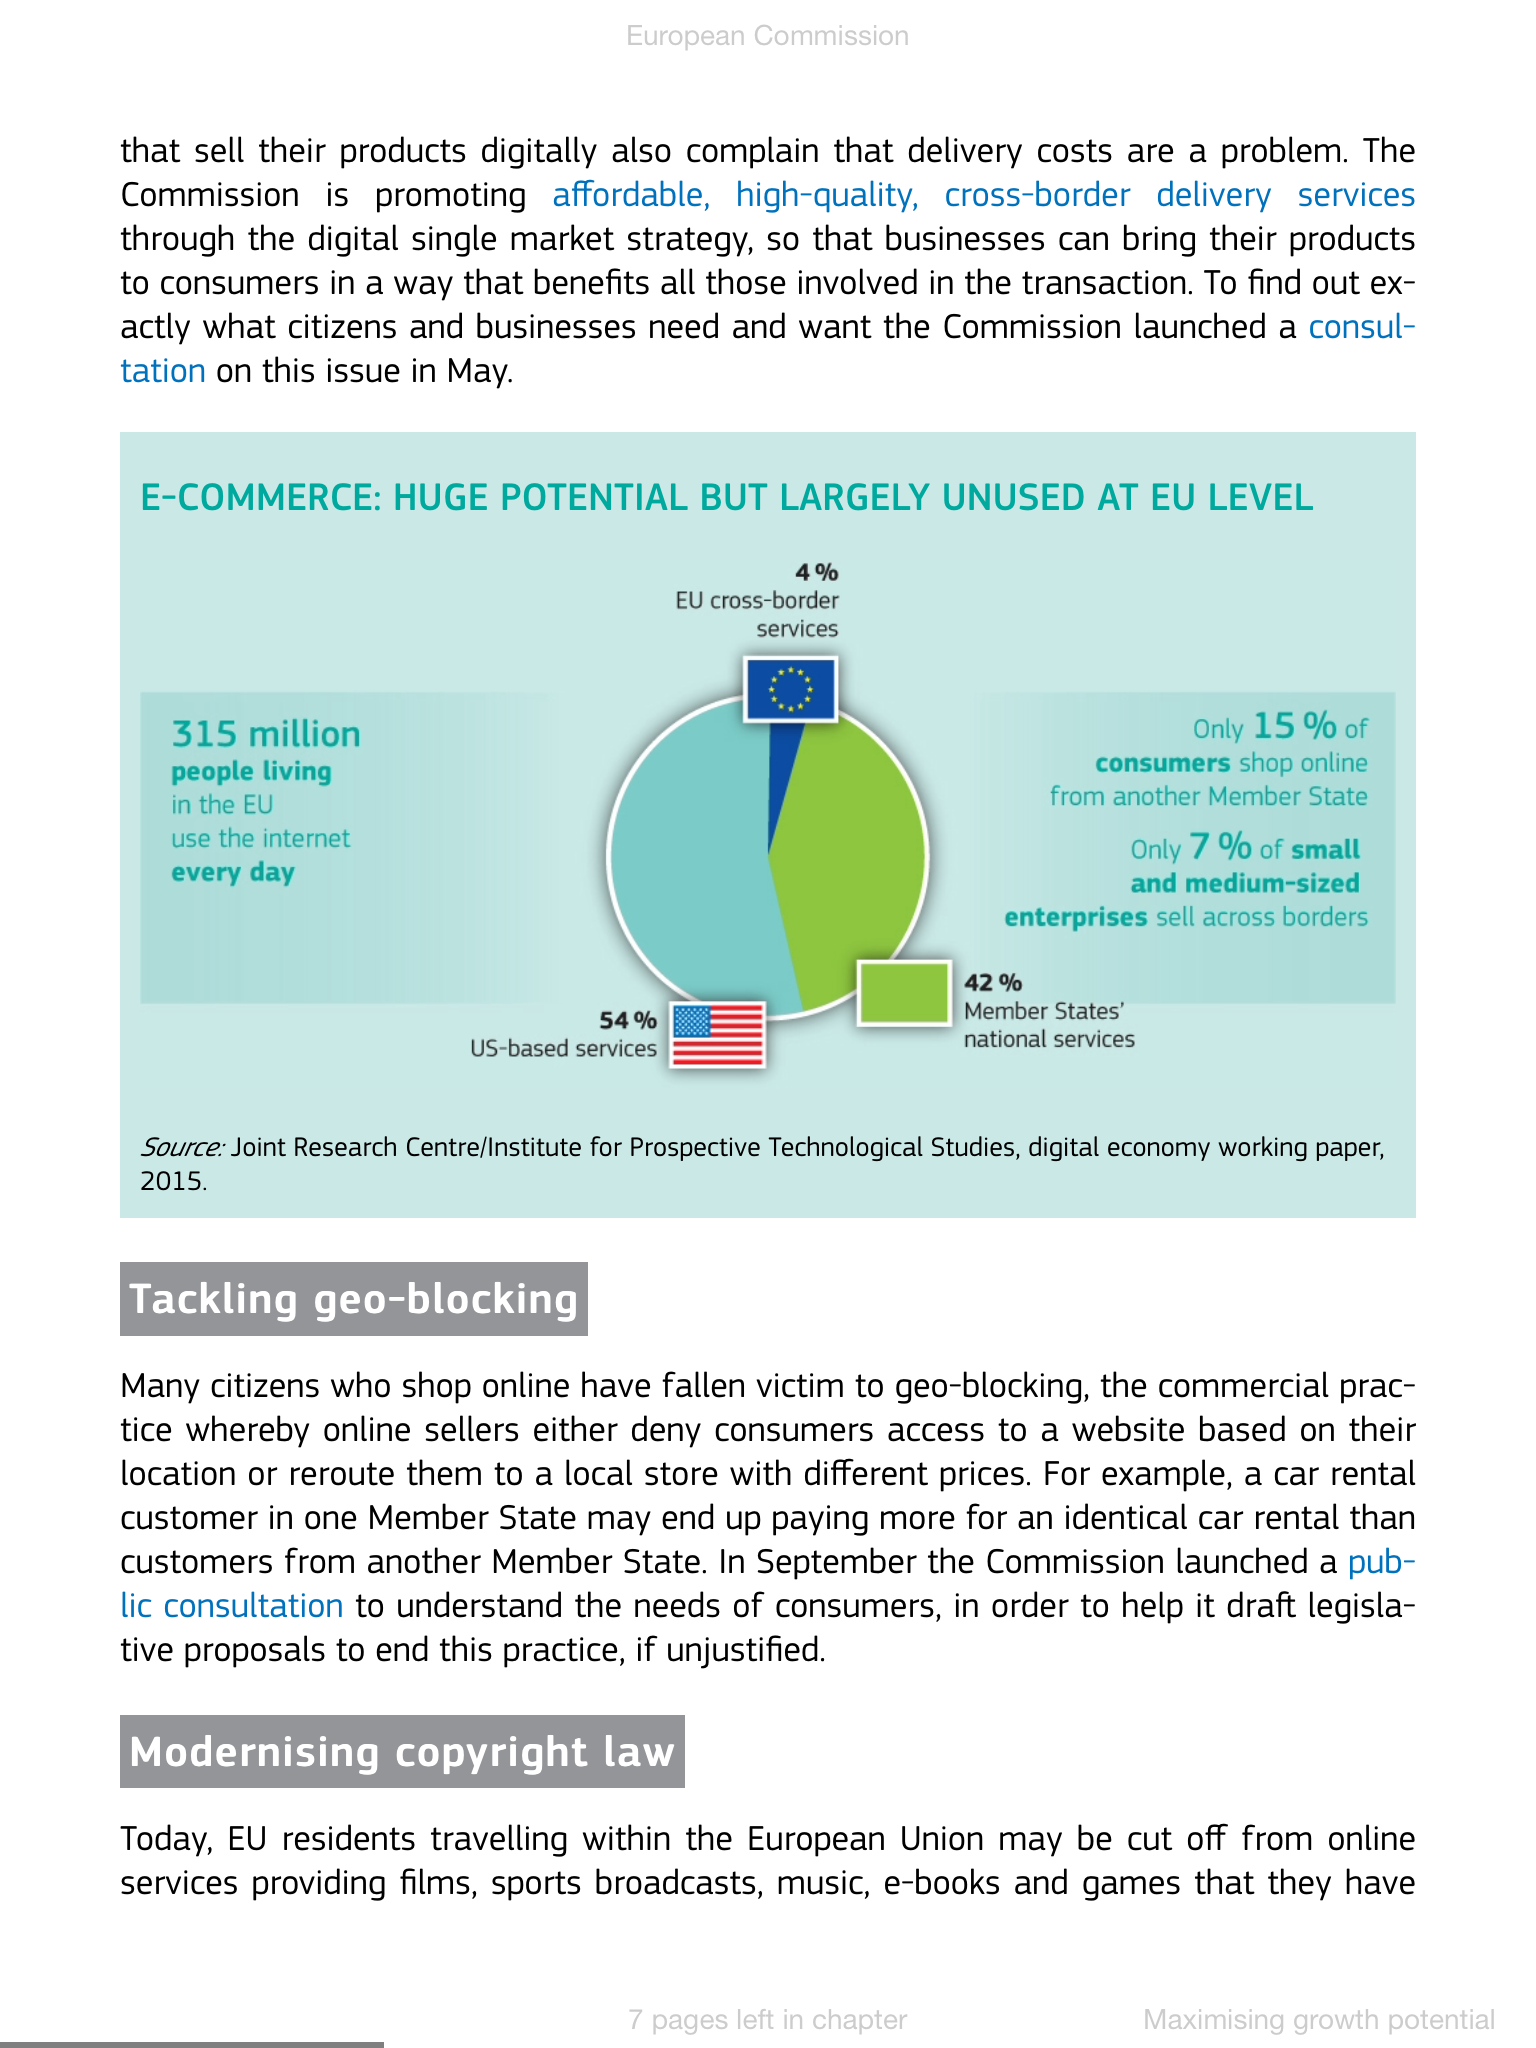 European Commission
that sell their products digitally also complain that delivery costs are a problem. The
Commission is promoting affordable, high-quality, cross-border delivery services
through the digital single market strategy, so that businesses can bring their products
to consumers in a way that benefits all those involved in the transaction. To find out ex-
actly what citizens and businesses need and want the Commission launched a consul-
tation on this issue in May.
E-COMMERCE: HUGE POTENTIAL BUT LARGELY UNUSED AT EU LEVEL
4 %
EU cross-border
services
315 million
people living
in the EU
use the internet
every day
Only 15 % of
consumers shop online
from another Member State
Only 7 % of small
and medium-sized
enterprises sell across borders
42 %
Member States'
national services
54 %
US-based services
Source: Joint Research Centre/Institute for Prospective Technological Studies, digital economy working paper,
2015.
Tackling geo-blocking
Many citizens who shop online have fallen victim to geo-blocking, the commercial prac-
tice whereby online sellers either deny consumers access to a website based on their
location or reroute them to a local store with different prices. For example, a car rental
customer in one Member State may end up paying more for an identical car rental than
customers from another Member State. In September the Commission launched a pub-
lic consultation to understand the needs of consumers, in order to help it draft legisla-
tive proposals to end this practice, if unjustified.
Modernising copyright law
Today, EU residents travelling within the European Union may be cut off from online
services providing films, sports broadcasts, music, e-books and games that they have
7 pages left in chapter
Maximising growth potential